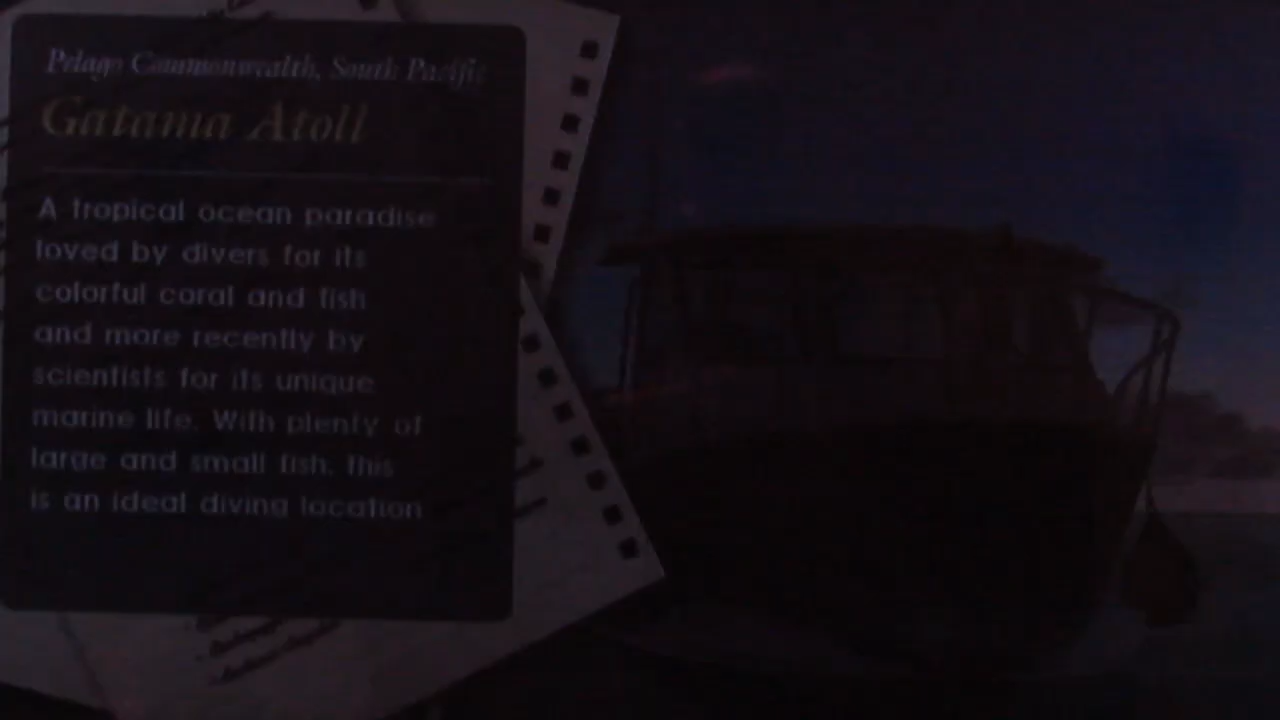 Pelago Commonwealth, South Pacific
Gatama Atoll
A tropical ocean paradise
loved by divers for its
colorful coral and fish
and more recently by
scientists for its unique
marine life. With plenty of
large and small fish, this
is an ideal diving location